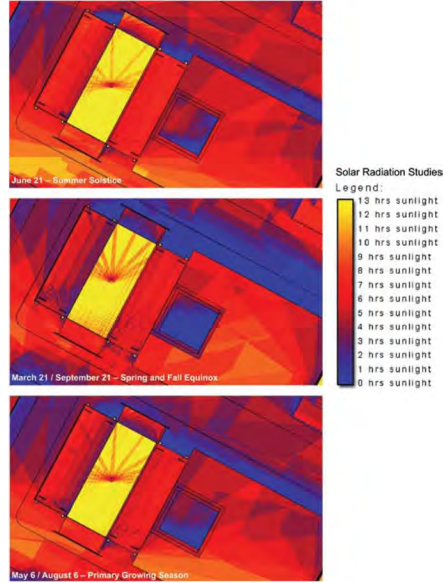 June 21 – Summer Solstice
Solar Radiation Studies
Legend:
13 hrs sunlight
12 hrs sunlight
11 hrs sunlight
10 hrs sunlight
9 hrs sunlight
8 hrs sunlight
7 hrs sunlight
6 hrs sunlight
5 hrs sunlight
4 hrs sunlight
3 hrs sunlight
2 hrs sunlight
1 hrs sunlight
0 hrs sunlight
March 21 / September 21 – Spring and Fall Equinox
May 6 / August 6 – Primary Growing Season